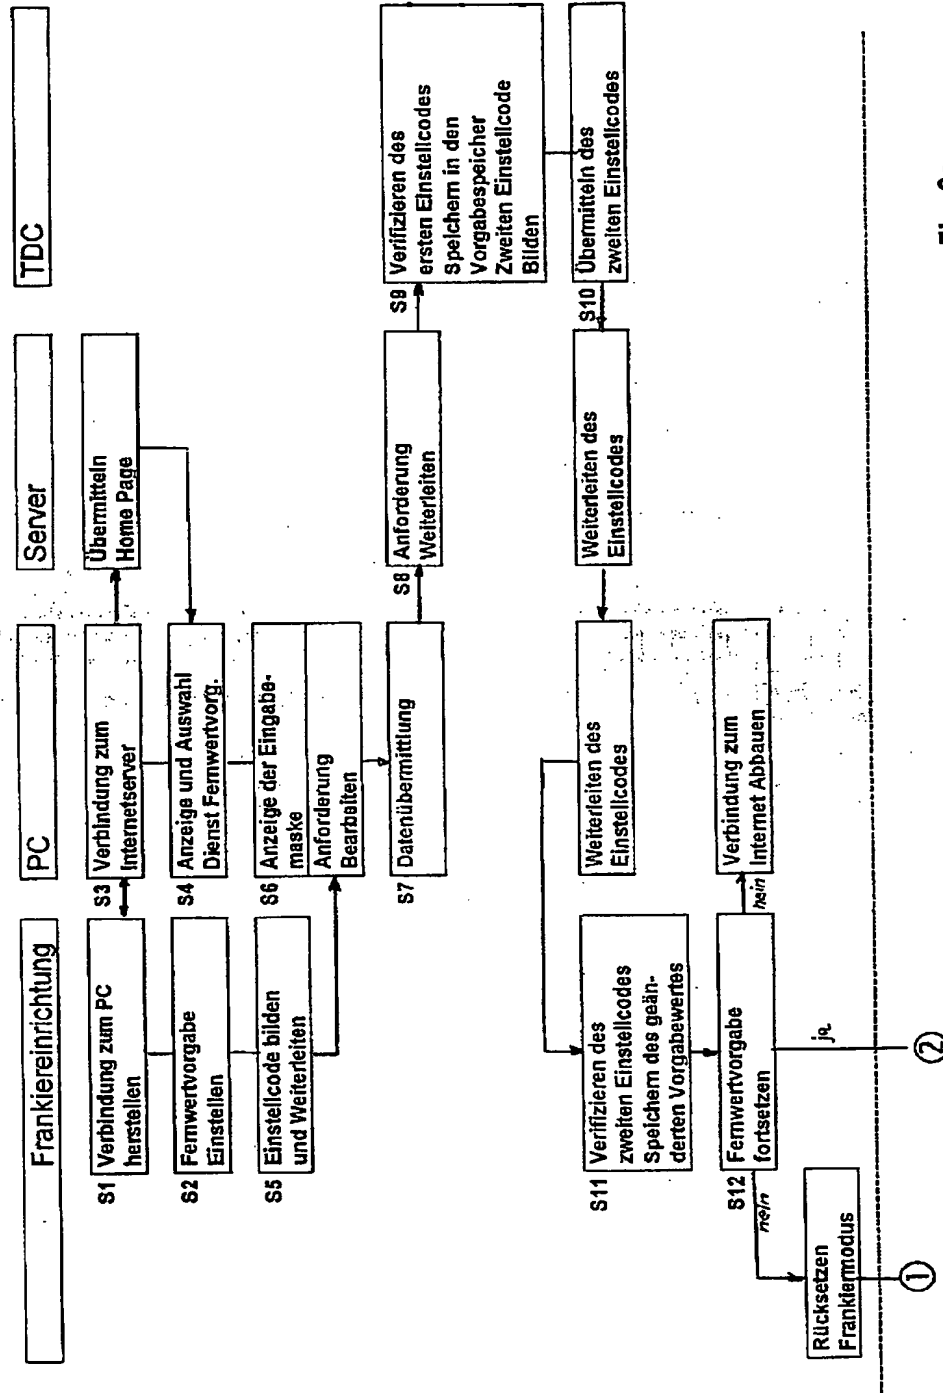 Frankiereinrichtung
PC
Server
TDC
S1
Verbindung zum PC
herstellen
S3
Verbindung zum
Internetserver
Übermitteln
Home Page
S2
Fernwertvorgabe
Einstellen
S4
Anzeige und Auswahl
Dienst Fernwertvorg.
S5
Einstellcode bilden
und Weiterleiten
S6
Anzeige der Eingabe-
maske
Anforderung
Bearbeiten
S7
Datenübermittlung
S8
Anforderung
Weiterleiten
S9
Verifizieren des
ersten Einstellcodes
Speichern in den
Vorgabespeicher
Zweiten Einstellcode
Bilden
S10
Übermitteln des
zweiten Einstellcodes
Weiterleiten des
Einstellcodes
Weiterleiten des
Einstellcodes
S11
Verifizieren des
zweiten Einstellcodes
Speichern des geän-
derten Vorgabewertes
S12
Fernwertvorgabe
fortsetzen
nein
Verbindung zum
Internet Abbauen
nein
ja
Rücksetzen
Frankiermodus
1
2